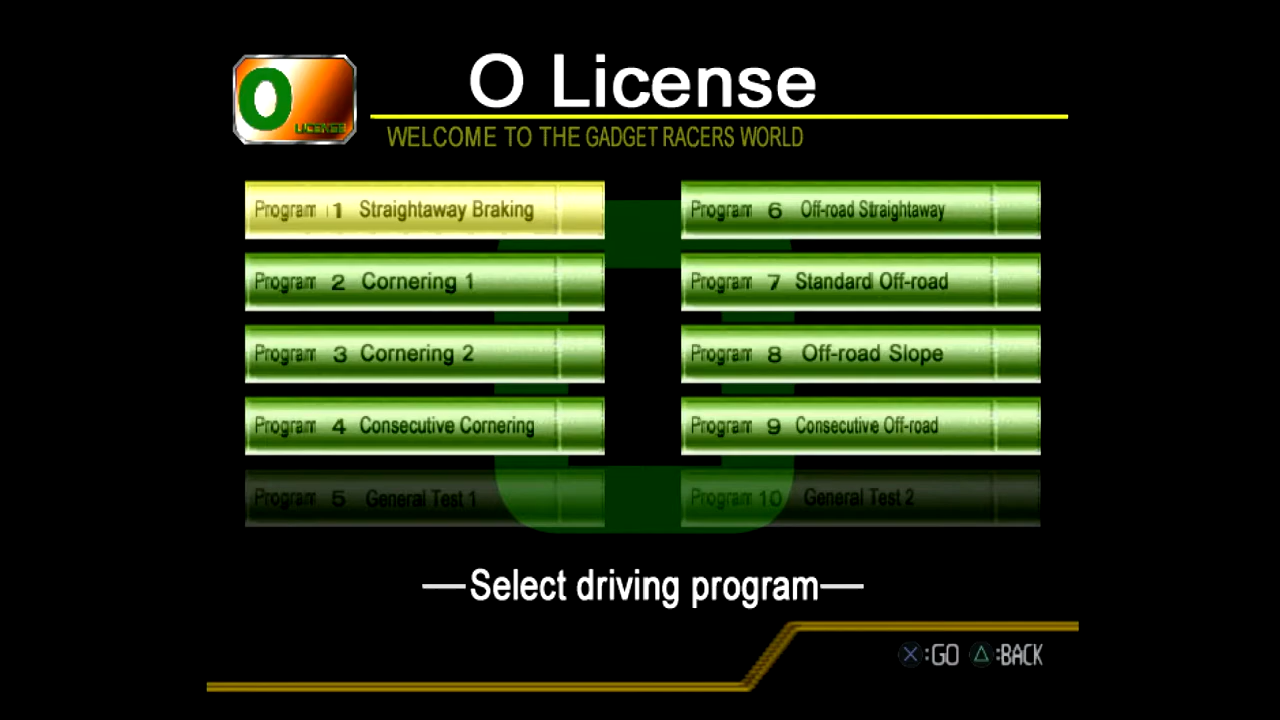 O
LICENSE
O License
WELCOME TO THE GADGET RACERS WORLD
Program 1 Straightaway Braking
Program 2 Cornering 1
Program 3 Cornering 2
Program 4 Consecutive Cornering
Program 5 General Test 1
Program 6 Off-road Straightaway
Program 7 Standard Off-road
Program 8 Off-road Slope
Program 9 Consecutive Off-road
Program 10 General Test 2
—Select driving program—
:GO :BACK